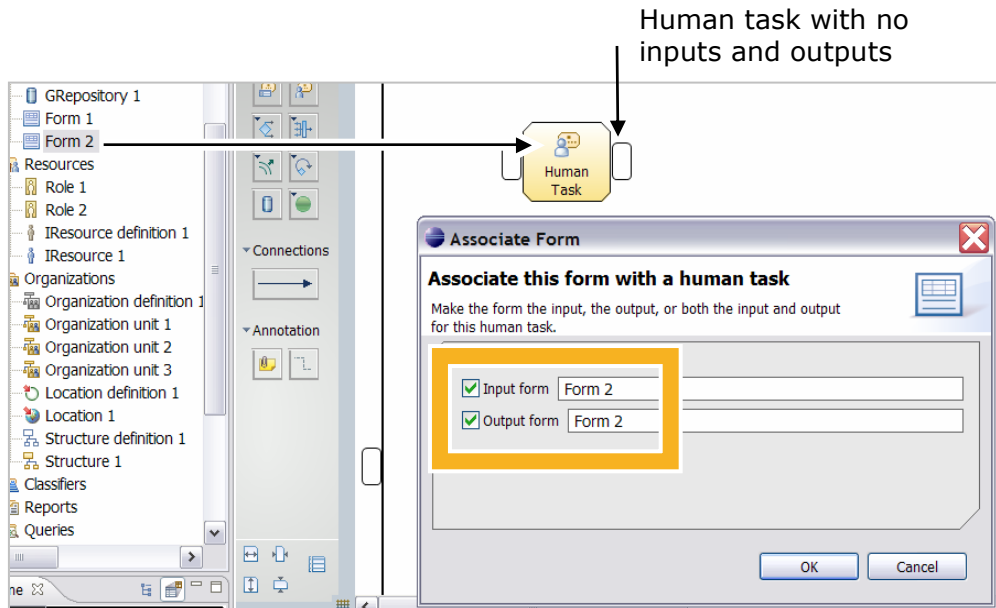 Human task with no
inputs and outputs
GRepository 1
Form 1
Form 2
Resources
Role 1
Role 2
IResource definition 1
IResource 1
Organizations
Organization definition 1
Organization unit 1
Organization unit 2
Organization unit 3
Location definition 1
Location 1
Structure definition 1
Structure 1
Classifiers
Reports
Queries
ne
Connections
Annotation
Human
Task
Associate Form
Associate this form with a human task
Make the form the input, the output, or both the input and output
for this human task.
Input form Form 2
Output form Form 2
OK Cancel